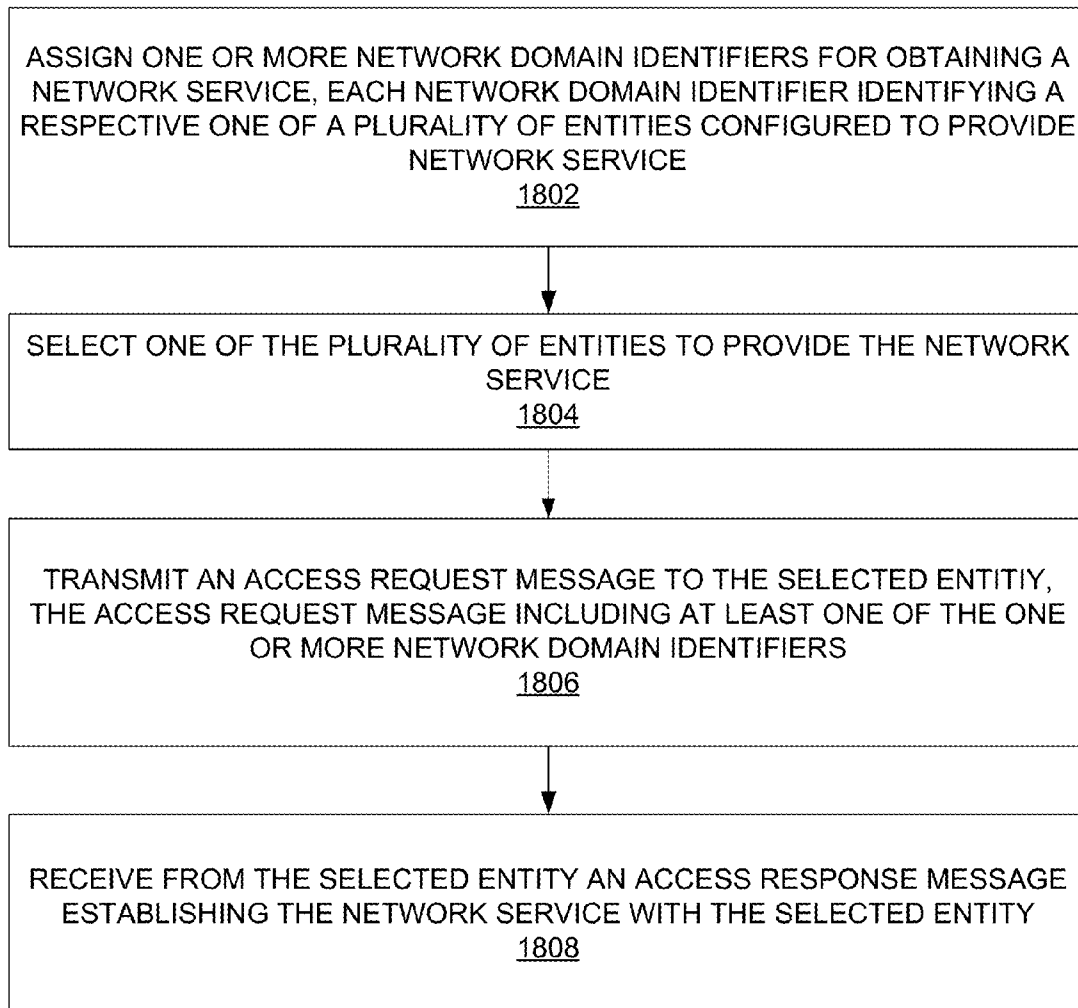 ASSIGN ONE OR MORE NETWORK DOMAIN IDENTIFIERS FOR OBTAINING A
NETWORK SERVICE, EACH NETWORK DOMAIN IDENTIFIER IDENTIFYING A
RESPECTIVE ONE OF A PLURALITY OF ENTITIES CONFIGURED TO PROVIDE
NETWORK SERVICE
1802
SELECT ONE OF THE PLURALITY OF ENTITIES TO PROVIDE THE NETWORK
SERVICE
1804
TRANSMIT AN ACCESS REQUEST MESSAGE TO THE SELECTED ENTITIY,
THE ACCESS REQUEST MESSAGE INCLUDING AT LEAST ONE OF THE ONE
OR MORE NETWORK DOMAIN IDENTIFIERS
1806
RECEIVE FROM THE SELECTED ENTITY AN ACCESS RESPONSE MESSAGE
ESTABLISHING THE NETWORK SERVICE WITH THE SELECTED ENTITY
1808